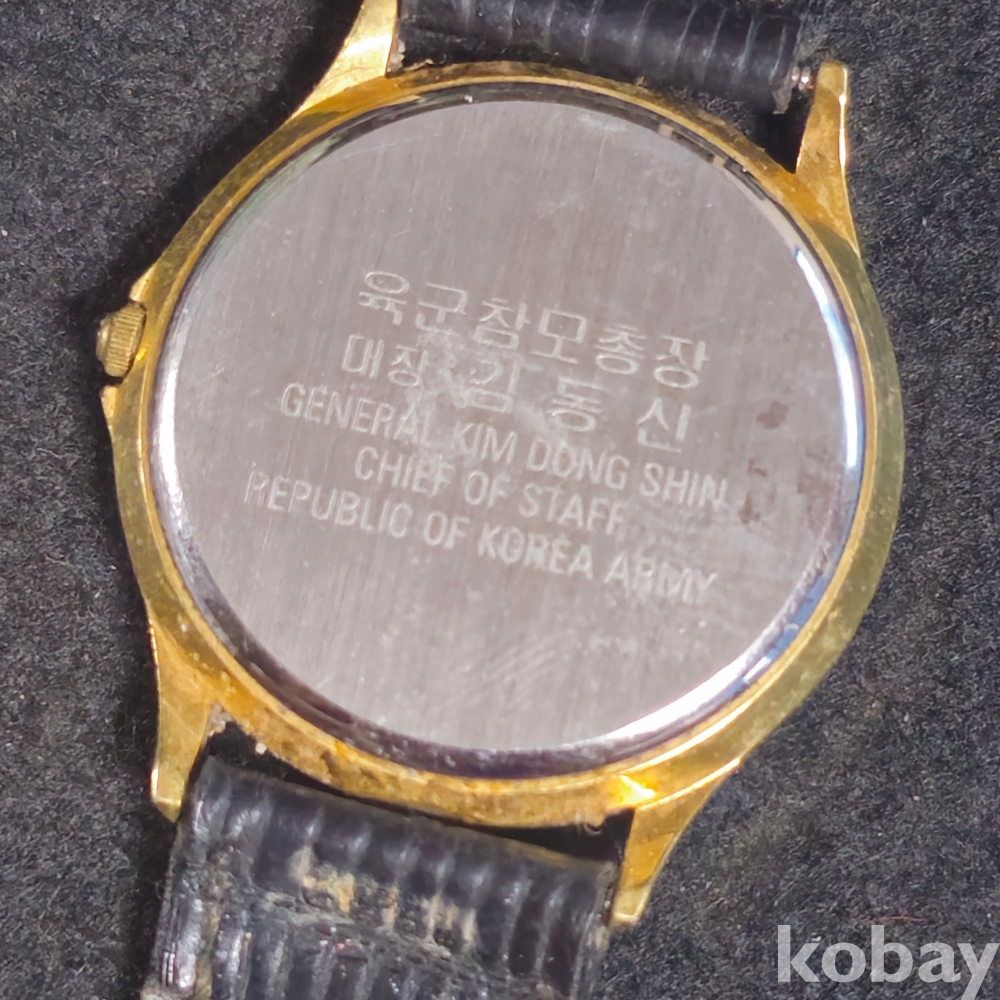 육군참모총장
대장 김 동 신
GENERAL KIM DONG SHIN
CHIEF OF STAFF
REPUBLIC OF KOREA ARMY
kobay